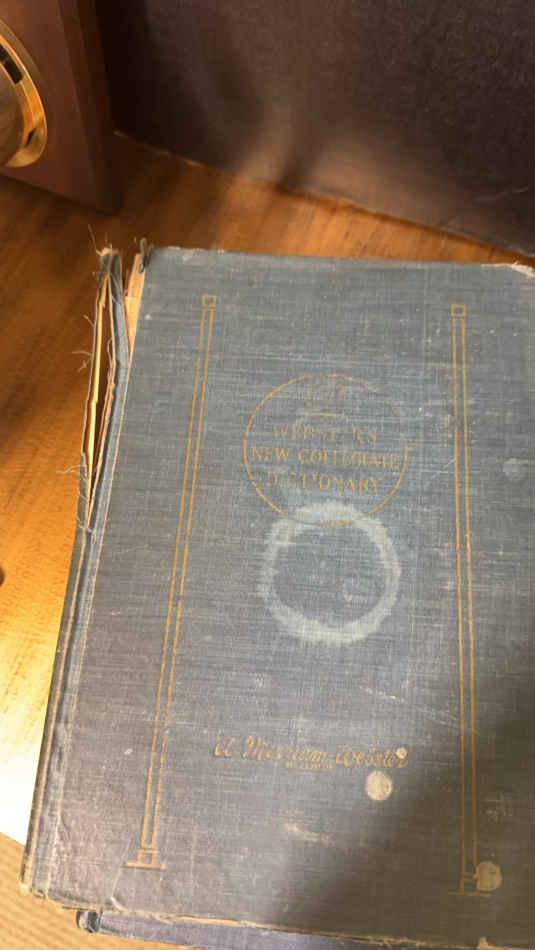 WEBSTER'S
NEW COLLEGIATE
DICTIONARY
A Merriam-Webster